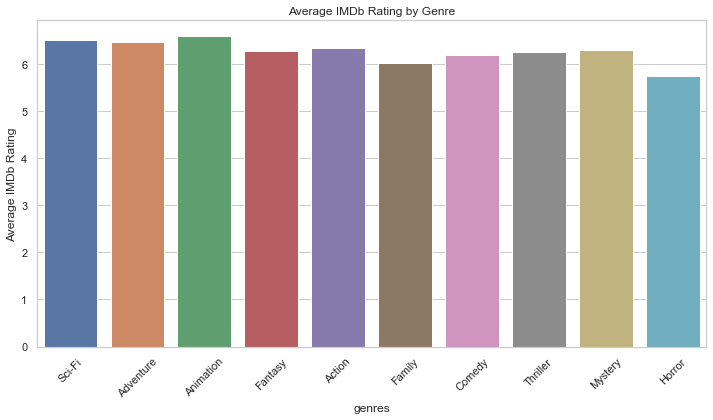 Average IMDb Rating by Genre
Average IMDb Rating
6
5
4
3
2
1
0
Sci-Fi
Adventure
Animation
Fantasy
Action
Family
Comedy
Thriller
Mystery
Horror
genres